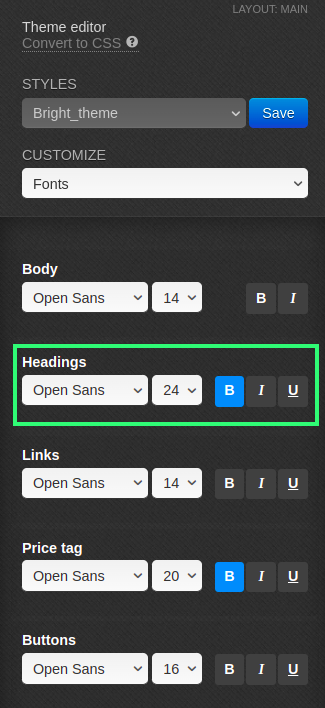 LAYOUT: MAIN
Theme editor
Convert to CSS ?
STYLES
Bright_theme Save
CUSTOMIZE
Fonts
Body
Open Sans 14 B I
Headings
Open Sans 24 B I U
Links
Open Sans 14 B I U
Price tag
Open Sans 20 B I U
Buttons
Open Sans 16 B I U